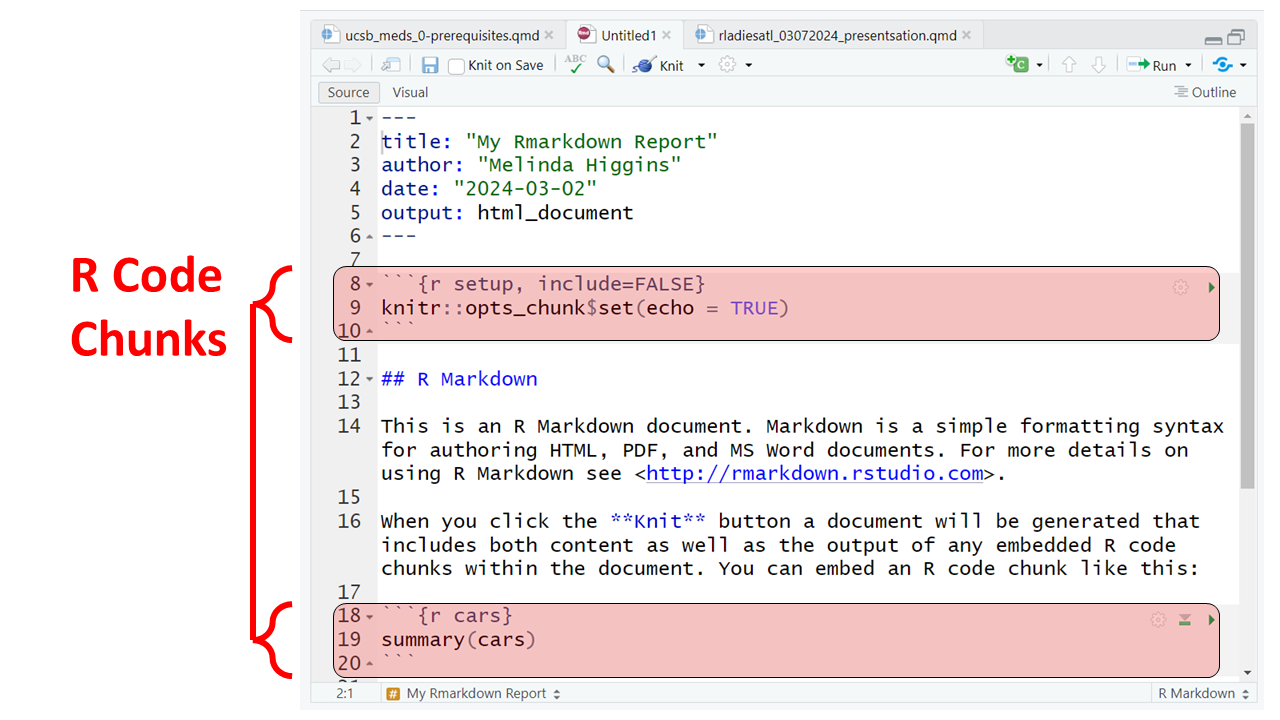 ucsb_meds_0-prerequisites.qmd
Untitled1
rladiesatl_03072024_presentsation.qmd
Knit on Save
ABC
Knit
Run
Source
Visual
Outline
R Code
Chunks
1 ---
2 title: "My Rmarkdown Report"
3 author: "Melinda Higgins"
4 date: "2024-03-02"
5 output: html_document
6 ---
7
8 ```{r setup, include=FALSE}
9 knitr::opts_chunk$set(echo = TRUE)
10 ```
11
12 ## R Markdown
13
14 This is an R Markdown document. Markdown is a simple formatting syntax
for authoring HTML, PDF, and MS Word documents. For more details on
using R Markdown see <http://rmarkdown.rstudio.com>.
15
16 When you click the **Knit** button a document will be generated that
includes both content as well as the output of any embedded R code
chunks within the document. You can embed an R code chunk like this:
17
18 ```{r cars}
19 summary(cars)
20 ```
2:1
# My Rmarkdown Report
R Markdown